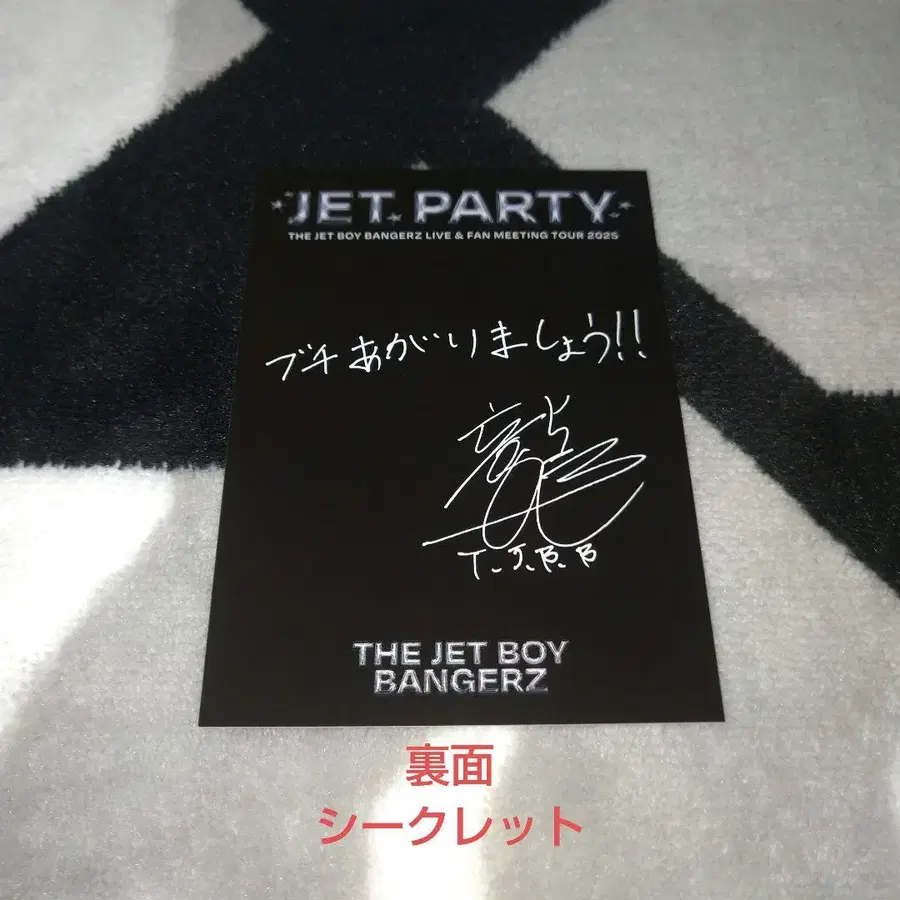 JET PARTY
THE JET BOY BANGERZ LIVE & FAN MEETING TOUR 2025
ブチあがりましょう!!
龍
T.J.B.B
THE JET BOY
BANGERZ
裏面
シークレット